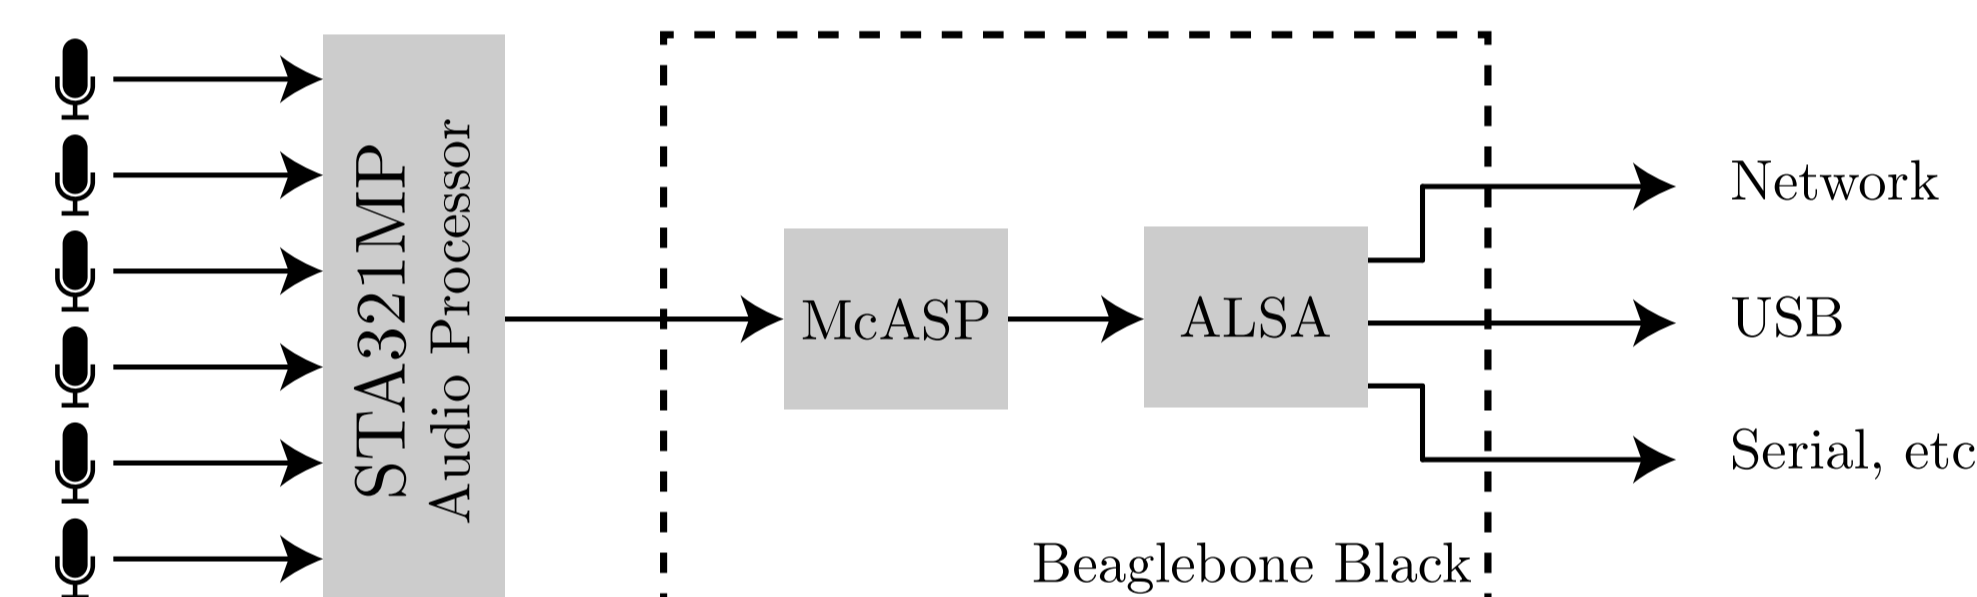 STA321MP
Audio Processor
McASP
ALSA
Network
USB
Serial, etc
Beaglebone Black